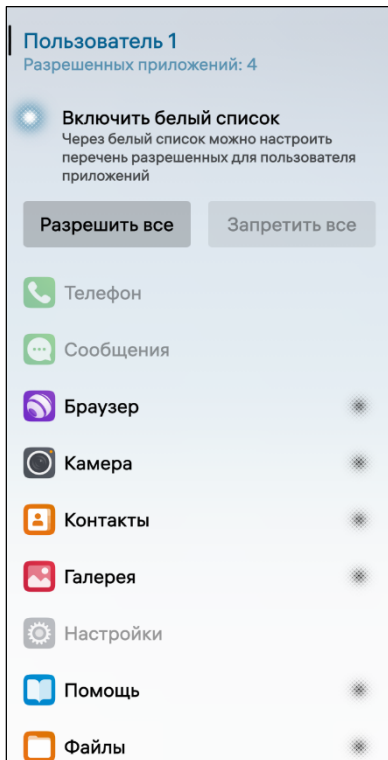 Пользователь 1
Разрешенных приложений: 4
Включить белый список
Через белый список можно настроить
перечень разрешенных для пользователя
приложений
Разрешить все
Запретить все
Телефон
Сообщения
Браузер
Камера
Контакты
Галерея
Настройки
Помощь
Файлы